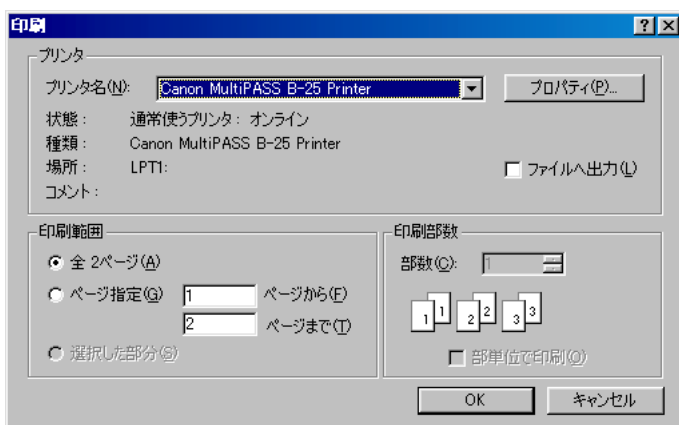 印刷
プリンタ
プリンタ名(N): Canon MultiPASS B-25 Printer プロパティ(P)...
状態: 通常使うプリンタ: オンライン
種類: Canon MultiPASS B-25 Printer
場所: LPT1: ファイルへ出力(L)
コメント:
印刷範囲
全 2ページ(A)
ページ指定(G) 1 ページから(F)
2 ページまで(T)
選択した部分(S)
印刷部数
部数(C): 1
1 1 2 2 3 3
部単位で印刷(O)
OK キャンセル